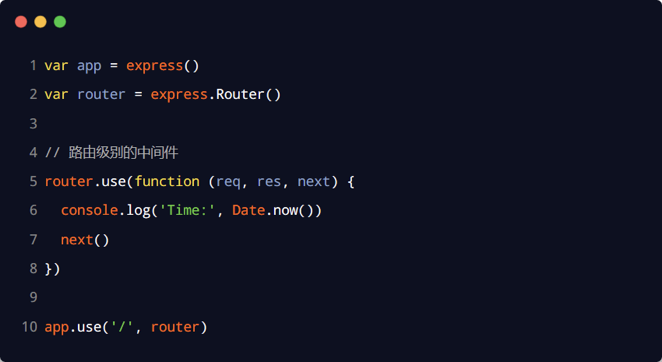 1 var app = express()
2 var router = express.Router()
3
4 // 路由级别的中间件
5 router.use(function (req, res, next) {
6   console.log('Time:', Date.now())
7   next()
8 })
9
10 app.use('/', router)